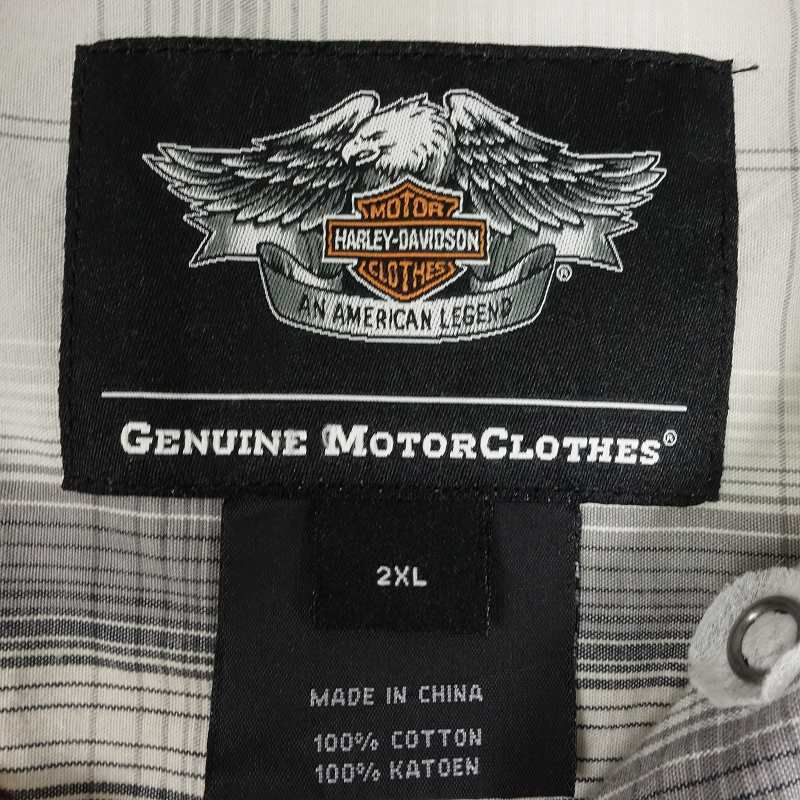 MOTOR
HARLEY-DAVIDSON
CLOTHES
®
AN AMERICAN LEGEND
GENUINE MOTORCLOTHES®
2XL
MADE IN CHINA
100% COTTON
100% KATOEN